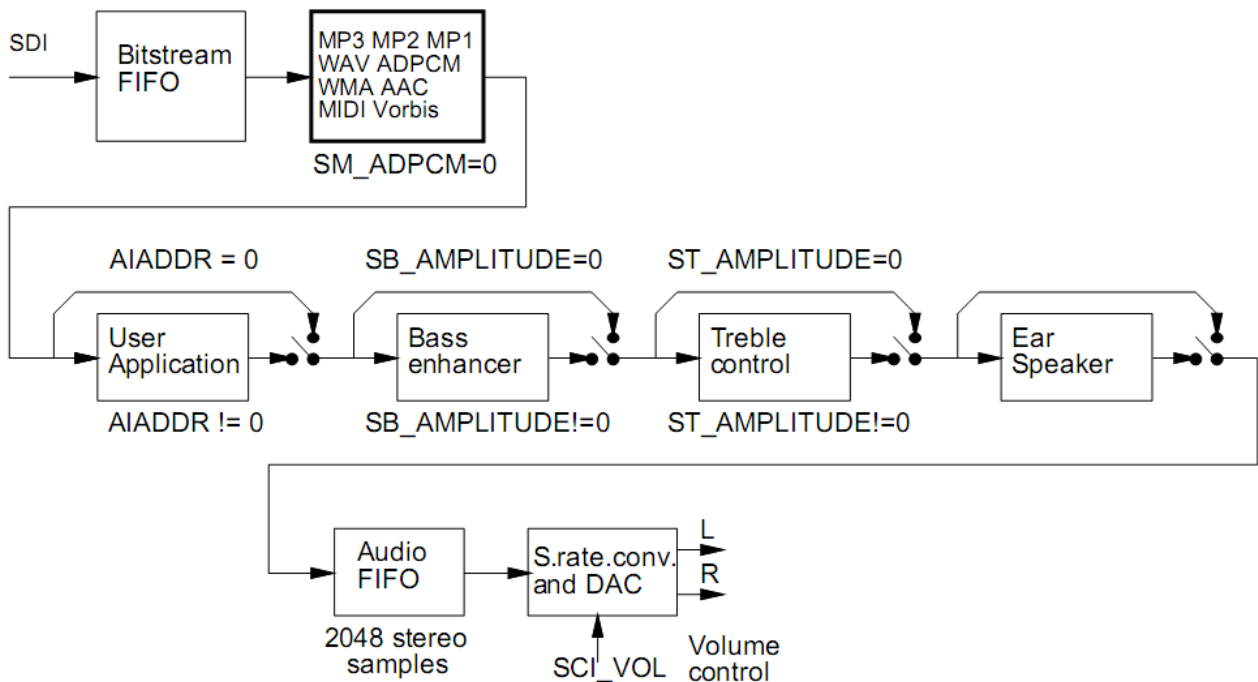 SDI
Bitstream
FIFO
MP3 MP2 MP1
WAV ADPCM
WMA AAC
MIDI Vorbis
SM_ADPCM=0
AIADDR = 0
SB_AMPLITUDE=0
ST_AMPLITUDE=0
User
Application
Bass
enhancer
Treble
control
Ear
Speaker
AIADDR != 0
SB_AMPLITUDE!=0
ST_AMPLITUDE!=0
Audio
FIFO
S.rate.conv.
and DAC
L
R
2048 stereo
samples
SCI_VOL
Volume
control